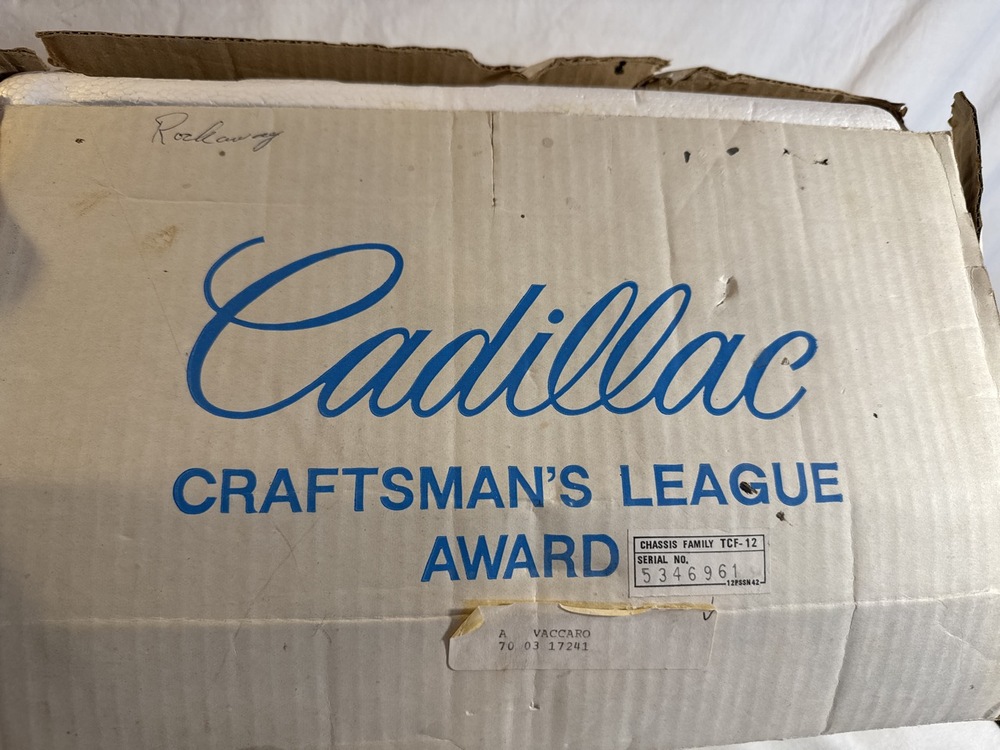 Rockaway
Cadillac
CRAFTSMAN'S LEAGUE
AWARD
CHASSIS FAMILY TCF-12
SERIAL NO.
5346961
12PSSN42
A VACCARO
70 03 17241